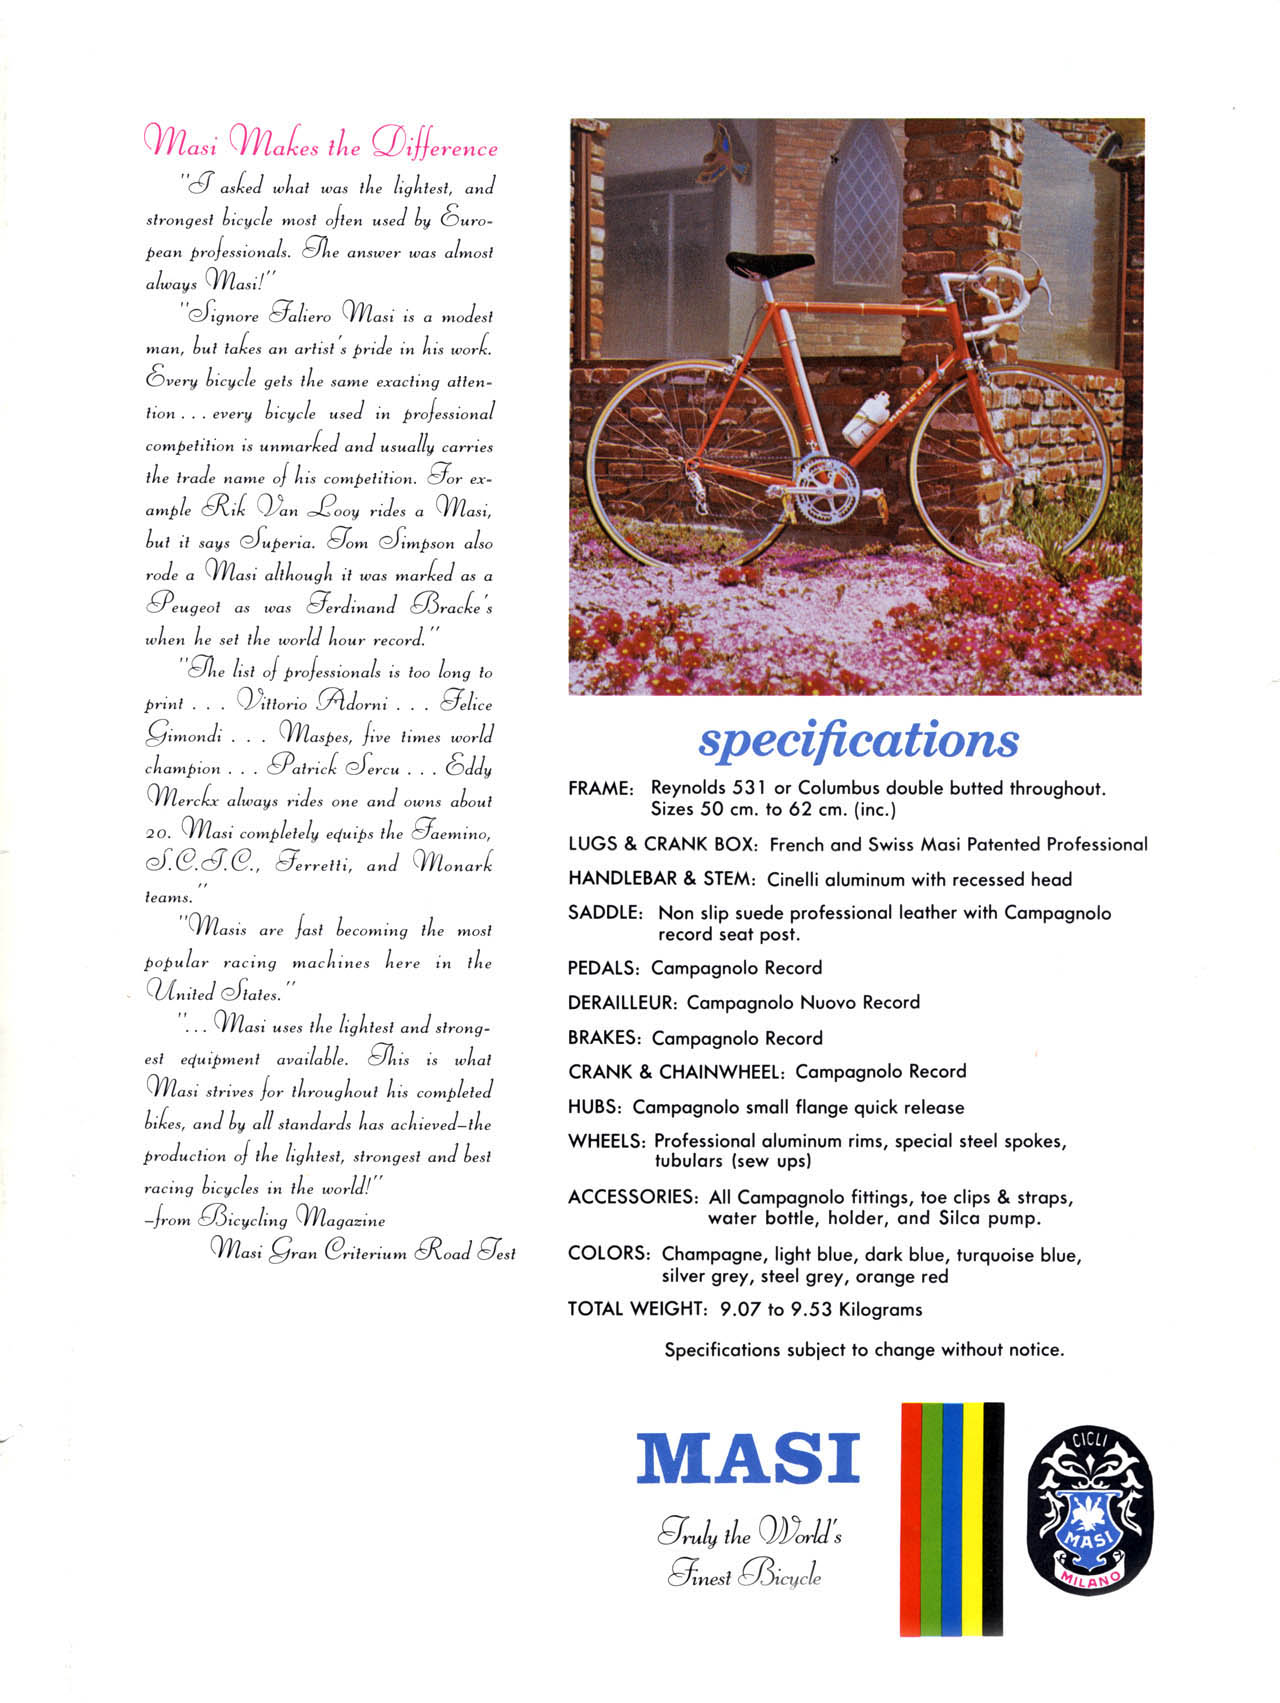 Masi Makes the Difference
"I asked what was the lightest, and
strongest bicycle most often used by Euro-
pean professionals. The answer was almost
always Masi!"
"Signore Faliero Masi is a modest
man, but takes an artist's pride in his work.
Every bicycle gets the same exacting atten-
tion . . . every bicycle used in professional
competition is unmarked and usually carries
the trade name of his competition. For ex-
ample Rik Van Looy rides a Masi,
but it says Superia. Tom Simpson also
rode a Masi although it was marked as a
Peugeot as was Ferdinand Bracke's
when he set the world hour record."
"The list of professionals is too long to
print . . . Vittorio Adorni . . . Felice
Gimondi . . . Maspes, five times world
champion . . . Patrick Sercu . . . Eddy
Merckx always rides one and owns about
20. Masi completely equips the Faemino,
S.C.I.C., Ferretti, and Monark
teams."
"Masis are fast becoming the most
popular racing machines here in the
United States."
". . . Masi uses the lightest and strong-
est equipment available. This is what
Masi strives for throughout his completed
bikes, and by all standards has achieved—the
production of the lightest, strongest and best
racing bicycles in the world!"
—from Bicycling Magazine
Masi Gran Criterium Road Test
specifications
FRAME: Reynolds 531 or Columbus double butted throughout.
Sizes 50 cm. to 62 cm. (inc.)
LUGS & CRANK BOX: French and Swiss Masi Patented Professional
HANDLEBAR & STEM: Cinelli aluminum with recessed head
SADDLE: Non slip suede professional leather with Campagnolo
record seat post.
PEDALS: Campagnolo Record
DERAILLEUR: Campagnolo Nuovo Record
BRAKES: Campagnolo Record
CRANK & CHAINWHEEL: Campagnolo Record
HUBS: Campagnolo small flange quick release
WHEELS: Professional aluminum rims, special steel spokes,
tubulars (sew ups)
ACCESSORIES: All Campagnolo fittings, toe clips & straps,
water bottle, holder, and Silca pump.
COLORS: Champagne, light blue, dark blue, turquoise blue,
silver grey, steel grey, orange red
TOTAL WEIGHT: 9.07 to 9.53 Kilograms
Specifications subject to change without notice.
MASI
Truly the World's
Finest Bicycle
CICLI
MASI
MILANO